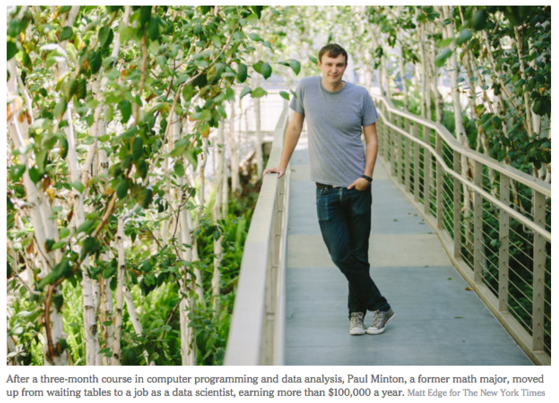 After a three-month course in computer programming and data analysis, Paul Minton, a former math major, moved
up from waiting tables to a job as a data scientist, earning more than $100,000 a year. Matt Edge for The New York Times